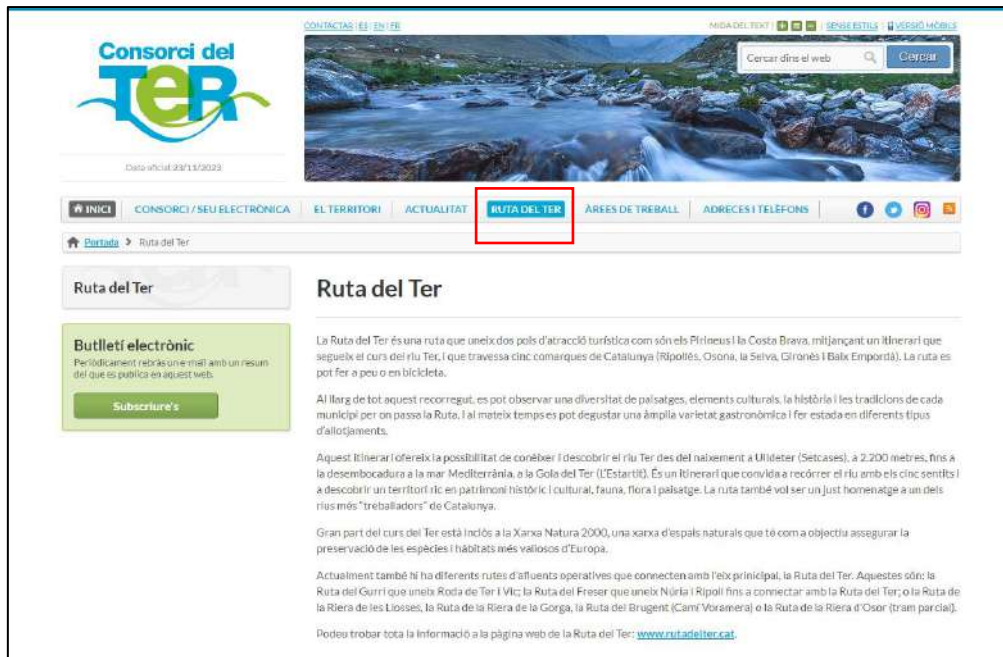 CONTACTAR | ES | EN | FR
MIDA DEL TEXT | SENSE ESTILS | VERSIÓ MÒBILS
Consorci del
TeR
Cercar dins el web
Cercar
Data oficial 23/11/2023
INICI
CONSORCI / SEU ELECTRÒNICA
EL TERRITORI
ACTUALITAT
RUTA DEL TER
ÀREES DE TREBALL
ADRECES I TELÈFONS
Portada > Ruta del Ter
Ruta del Ter
Butlletí electrònic
Periòdicament rebràs un e-mail amb un resum
del que es publica en aquest web.
Subscriure's
Ruta del Ter
La Ruta del Ter és una ruta que uneix dos pols d'atracció turística com són els Pirineus i la Costa Brava, mitjançant un itinerari que
segueix el curs del riu Ter, i que travessa cinc comarques de Catalunya (Ripollès, Osona, la Selva, Gironès i Baix Empordà). La ruta es
pot fer a peu o en bicicleta.
Al llarg de tot aquest recorregut, es pot observar una diversitat de paisatges, elements culturals, la història i les tradicions de cada
municipi per on passa la Ruta, i al mateix temps es pot degustar una àmplia varietat gastronòmica i fer estada en diferents tipus
d'allotjaments.
Aquest itinerari ofereix la possibilitat de conèixer i descobrir el riu Ter des del naixement a Ulldeter (Setcases), a 2.200 metres, fins a
la desembocadura a la mar Mediterrània, a la Gola del Ter (L'Estartit). És un itinerari que convida a recórrer el riu amb els cinc sentits i
a descobrir un territori ric en patrimoni històric i cultural, fauna, flora i paisatge. La ruta també vol ser un just homenatge a un dels
rius més "treballadors" de Catalunya.
Gran part del curs del Ter està inclòs a la Xarxa Natura 2000, una xarxa d'espais naturals que té com a objectiu assegurar la
preservació de les espècies i hàbitats més valiosos d'Europa.
Actualment també hi ha diferents rutes d'afluents operatives que connecten amb l'eix prinicipal, la Ruta del Ter. Aquestes són: la
Ruta del Gurri que uneix Roda de Ter i Vic; la Ruta del Freser que uneix Núria i Ripoll fins a connectar amb la Ruta del Ter; o la Ruta de
la Riera de les Llosses, la Ruta de la Riera de la Gorga, la Ruta del Brugent (Camí Voramera) o la Ruta de la Riera d'Osor (tram parcial).
Podeu trobar tota la informació a la pàgina web de la Ruta del Ter: www.rutadelter.cat.